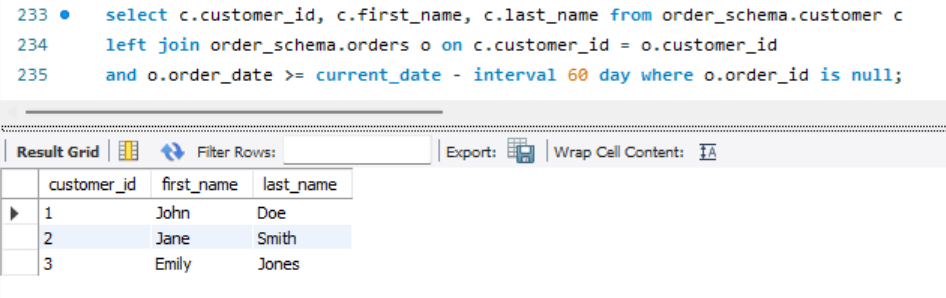 233 select c.customer_id, c.first_name, c.last_name from order_schema.customer c
234 left join order_schema.orders o on c.customer_id = o.customer_id
235 and o.order_date >= current_date - interval 60 day where o.order_id is null;
Result Grid Filter Rows: Export: Wrap Cell Content: IA
customer_id first_name last_name
1 John Doe
2 Jane Smith
3 Emily Jones